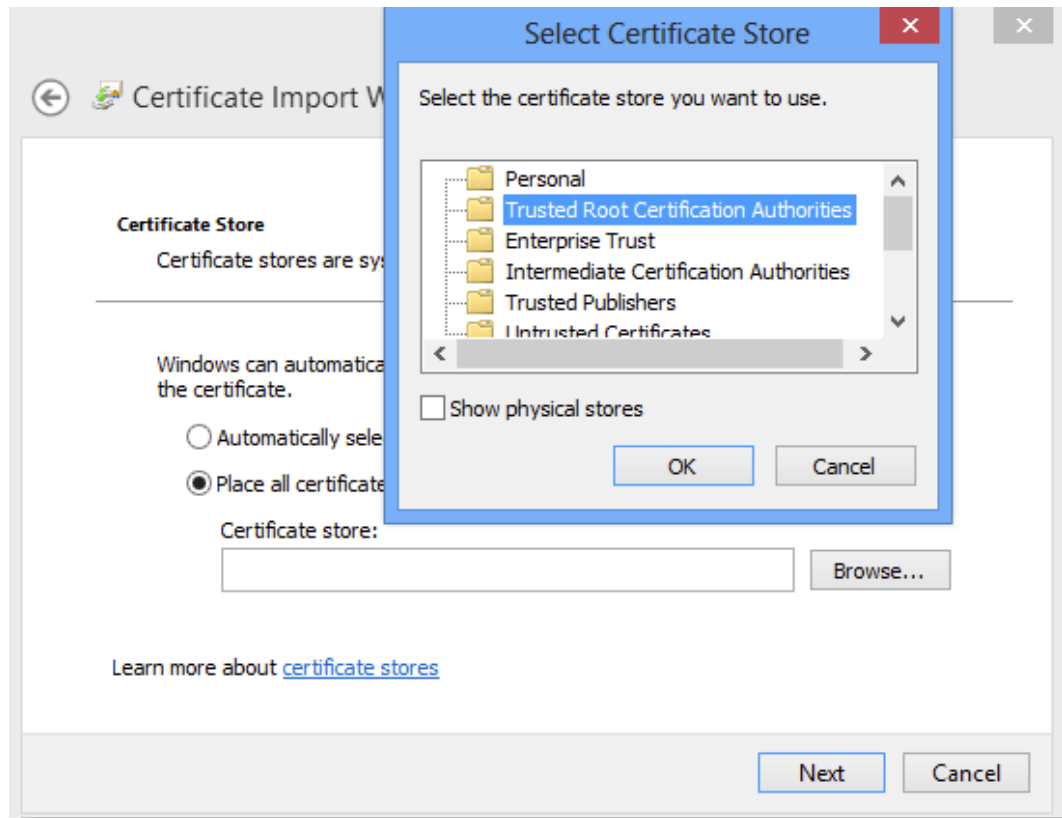 Select Certificate Store
Certificate Import W
Select the certificate store you want to use.
Personal
Trusted Root Certification Authorities
Enterprise Trust
Intermediate Certification Authorities
Trusted Publishers
Untrusted Certificates
Show physical stores
OK Cancel
Certificate Store
Certificate stores are sys
Windows can automatica
the certificate.
Automatically sele
Place all certificate
Certificate store:
Browse...
Learn more about certificate stores
Next Cancel